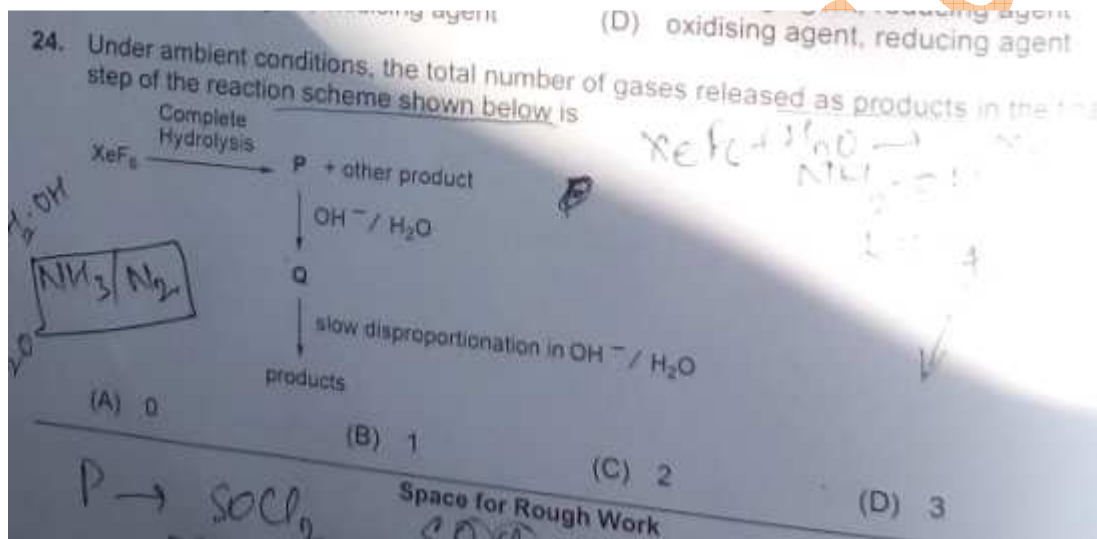 agent
(D) oxidising agent, reducing agent
24. Under ambient conditions, the total number of gases released as products in the
step of the reaction scheme shown below is
XeF₆ Complete Hydrolysis P + other product
OH⁻ / H₂O
Q
slow disproportionation in OH⁻ / H₂O
products
NH₃ N₂
(A) 0
(B) 1
(C) 2
(D) 3
P → SOCl₂
Space for Rough Work